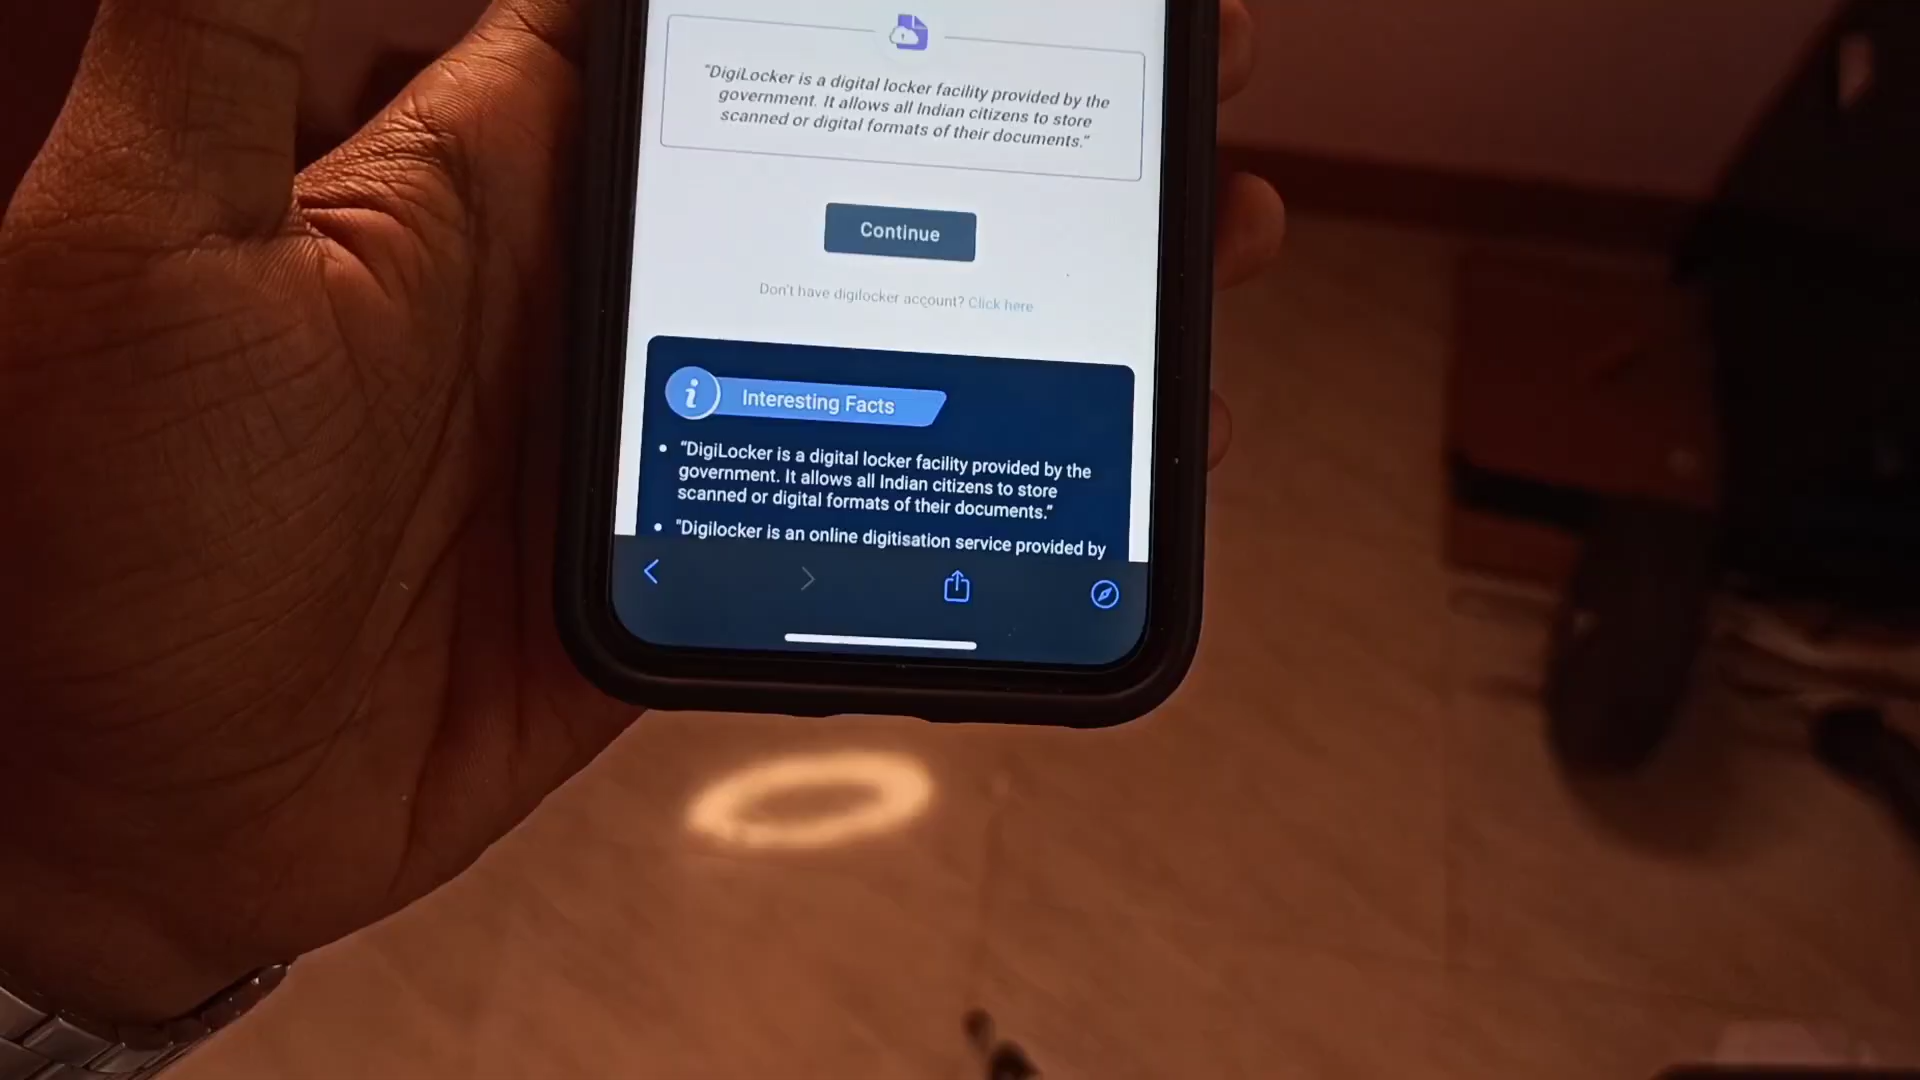 "DigiLocker is a digital locker facility provided by the
government. It allows all Indian citizens to store
scanned or digital formats of their documents."
Continue
Don't have digilocker account? Click here
i Interesting Facts
• "DigiLocker is a digital locker facility provided by the
government. It allows all Indian citizens to store
scanned or digital formats of their documents."
• "Digilocker is an online digitisation service provided by